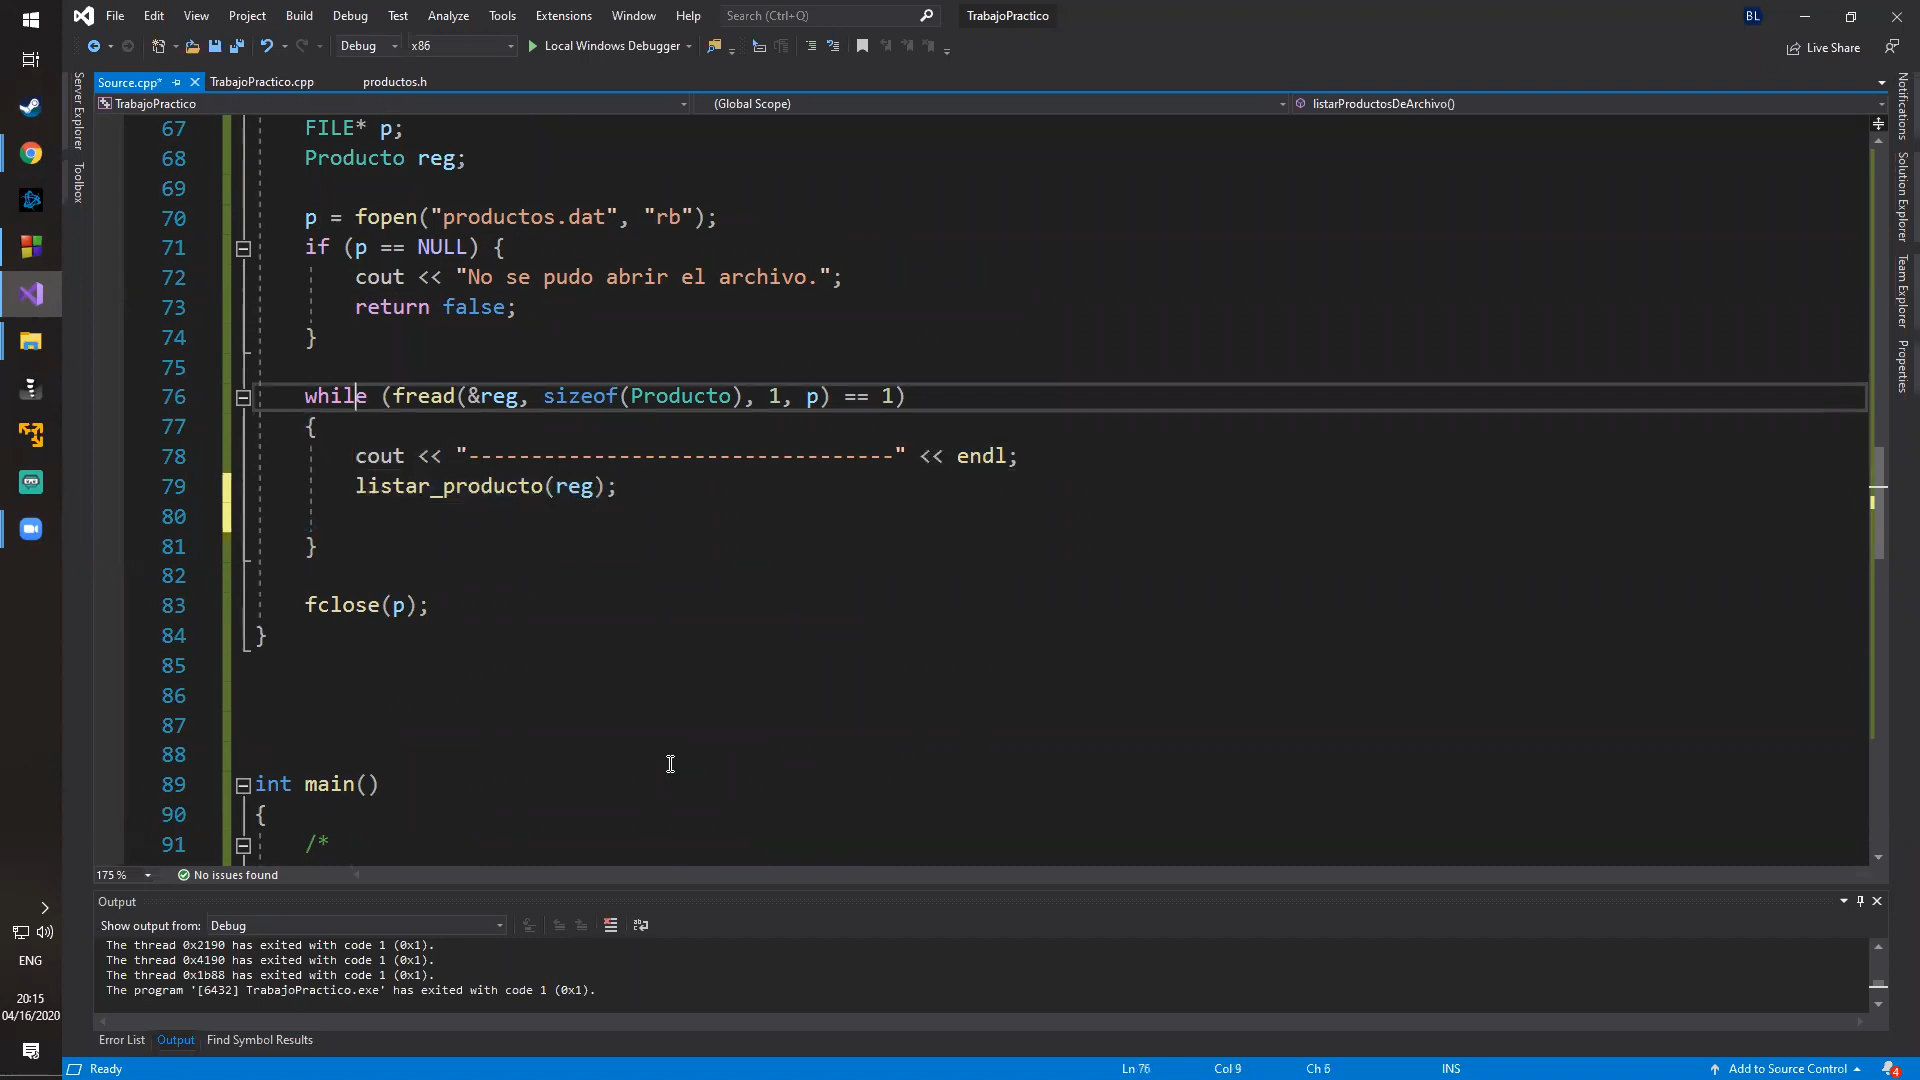 File Edit View Project Build Debug Test Analyze Tools Extensions Window Help Search (Ctrl+Q) TrabajoPractico BL
Debug x86 Local Windows Debugger Live Share
Source.cpp* TrabajoPractico.cpp productos.h
TrabajoPractico (Global Scope) listarProductosDeArchivo()
Server Explorer
Toolbox
Notifications
Solution Explorer
Team Explorer
Properties
67 FILE* p;
68 Producto reg;
69
70 p = fopen("productos.dat", "rb");
71 if (p == NULL) {
72 cout << "No se pudo abrir el archivo.";
73 return false;
74 }
75
76 while (fread(&reg, sizeof(Producto), 1, p) == 1)
77 {
78 cout << "----------------------------------" << endl;
79 listar_producto(reg);
80
81 }
82
83 fclose(p);
84 }
85
86
87
88
89 int main()
90 {
91 /*
175 % No issues found
Output
Show output from: Debug
The thread 0x2190 has exited with code 1 (0x1).
The thread 0x4190 has exited with code 1 (0x1).
The thread 0x1b88 has exited with code 1 (0x1).
The program '[6432] TrabajoPractico.exe' has exited with code 1 (0x1).
Error List Output Find Symbol Results
Ready Ln 76 Col 9 Ch 6 INS Add to Source Control 4
ENG
20:15
04/16/2020